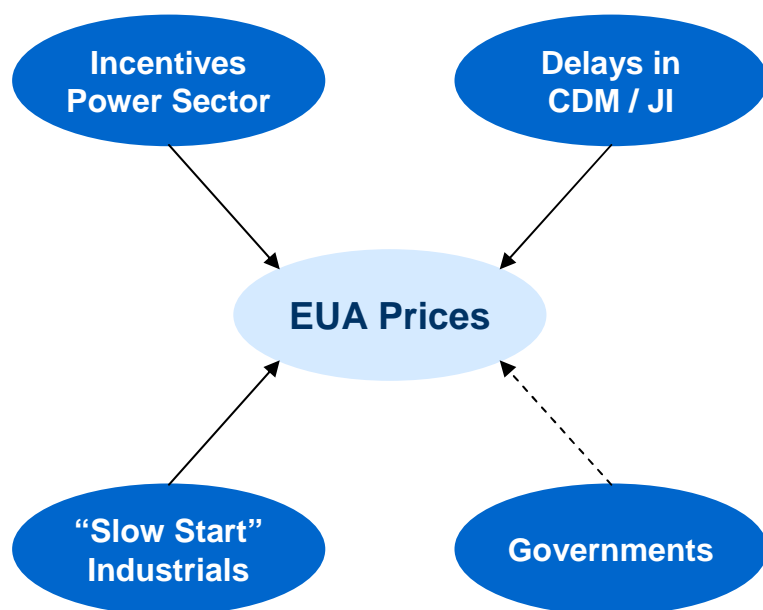 Incentives
Power Sector
Delays in
CDM / JI
EUA Prices
“Slow Start”
Industrials
Governments